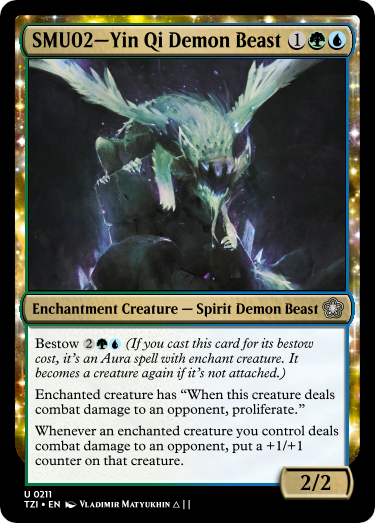 SMU02—Yin Qi Demon Beast 1
Enchantment Creature — Spirit Demon Beast
Bestow 2 (If you cast this card for its bestow
cost, it's an Aura spell with enchant creature. It
becomes a creature again if it's not attached.)
Enchanted creature has “When this creature deals
combat damage to an opponent, proliferate.”
Whenever an enchanted creature you control deals
combat damage to an opponent, put a +1/+1
counter on that creature.
2/2
U 0211
TZI • EN Vladimir Matyukhin △ | |